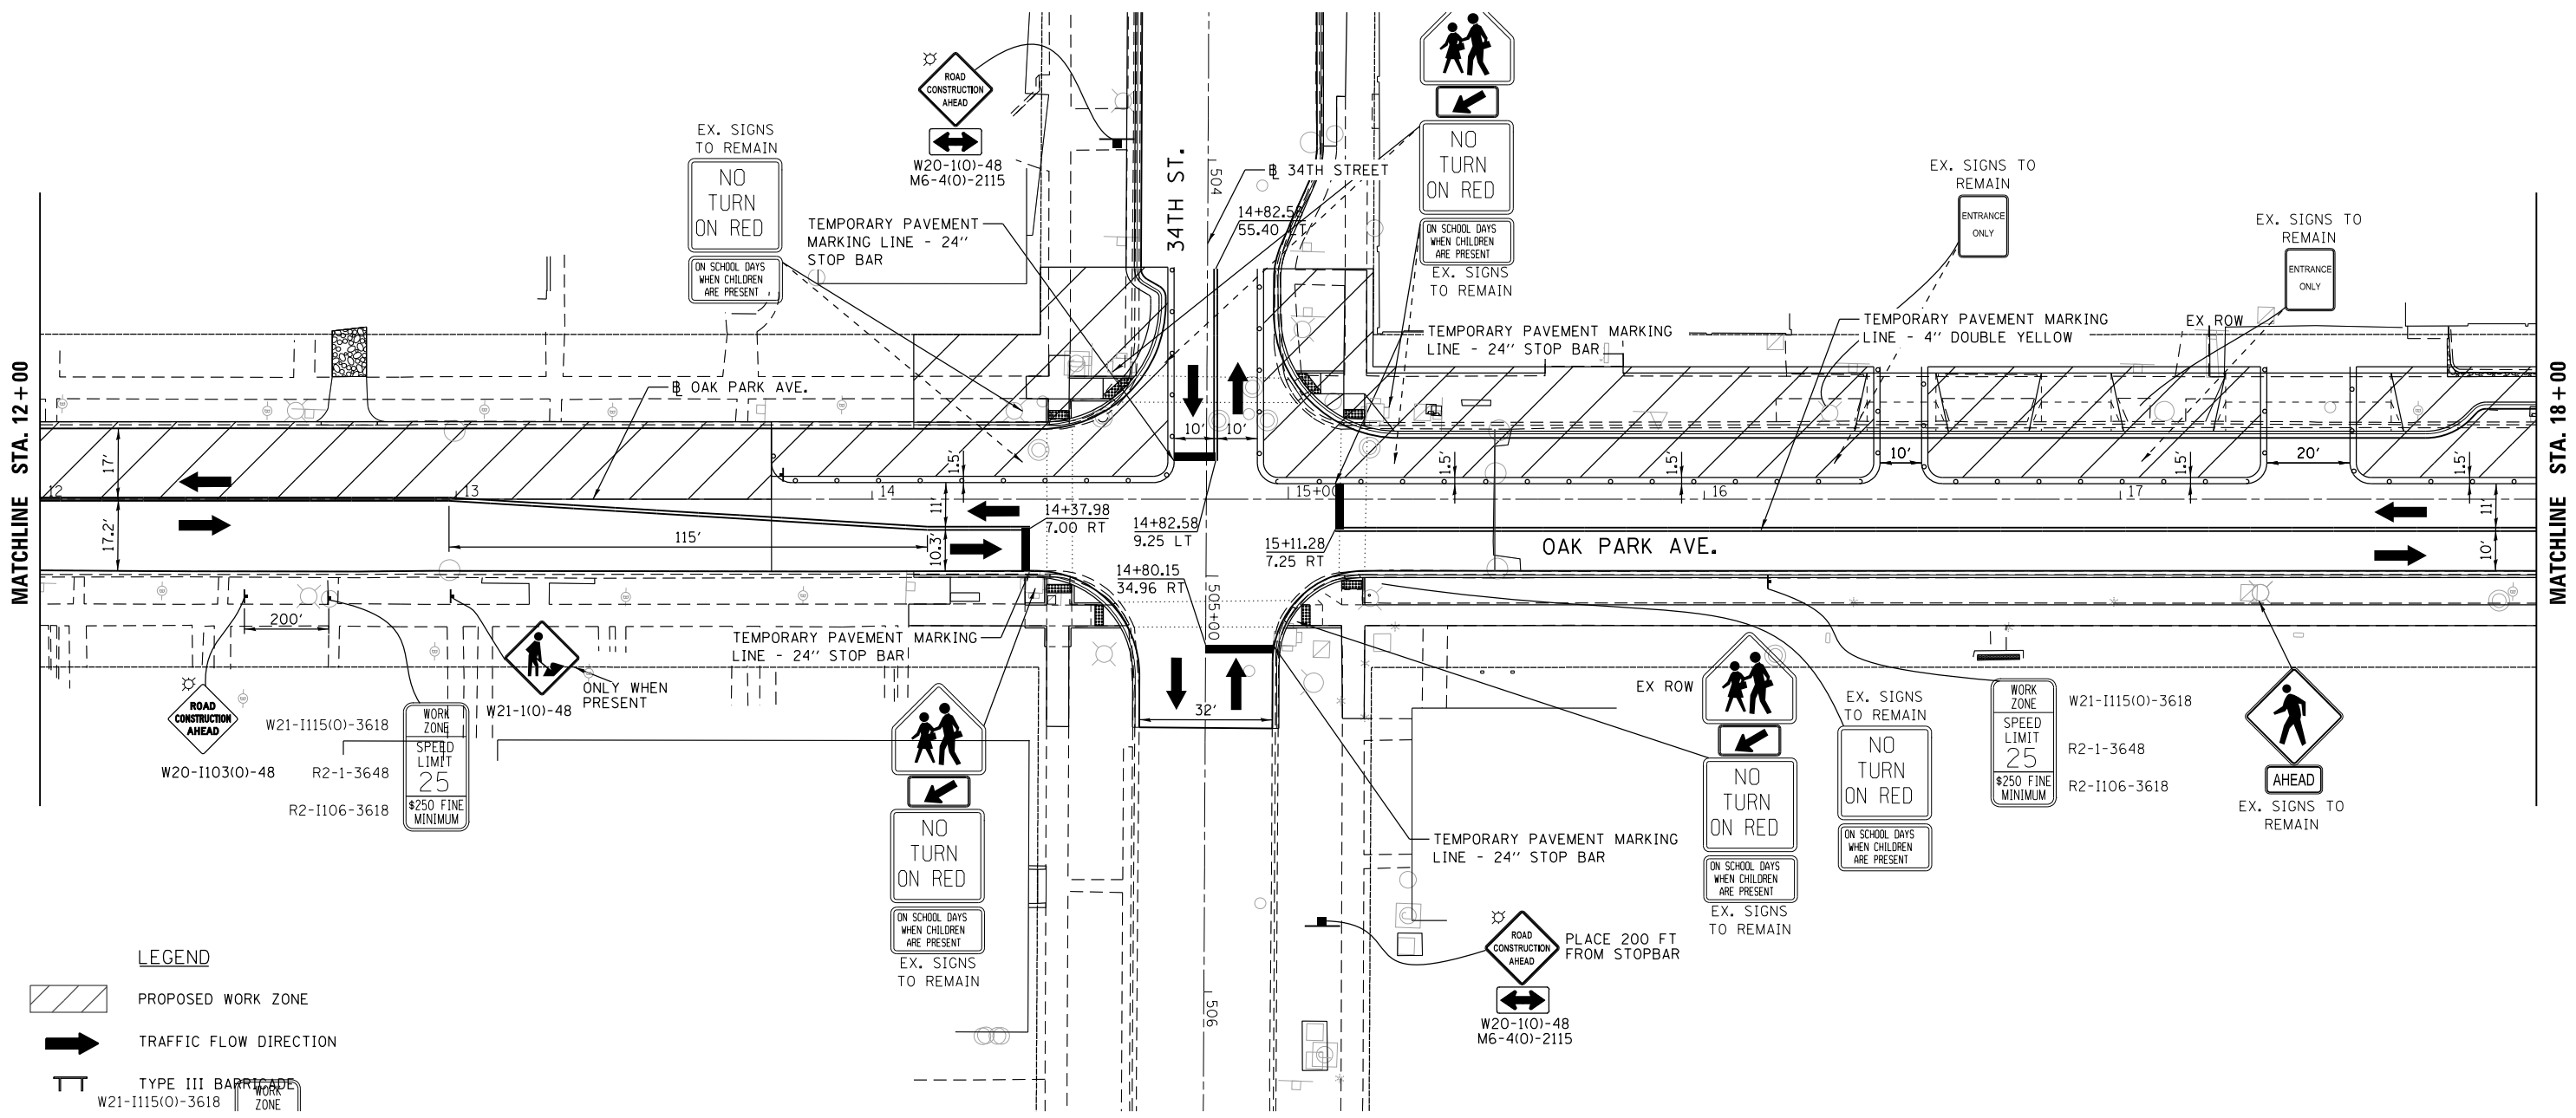 MATCHLINE STA. 12+00
MATCHLINE STA. 18+00
ROAD
CONSTRUCTION
AHEAD
W20-1(O)-48
M6-4(O)-2115
EX. SIGNS
TO REMAIN
NO
TURN
ON RED
ON SCHOOL DAYS
WHEN CHILDREN
ARE PRESENT
TEMPORARY PAVEMENT
MARKING LINE - 24''
STOP BAR
34TH ST.
504
℄ 34TH STREET
14+82.58
55.40 LT
NO
TURN
ON RED
ON SCHOOL DAYS
WHEN CHILDREN
ARE PRESENT
EX. SIGNS
TO REMAIN
EX. SIGNS TO
REMAIN
ENTRANCE
ONLY
EX. SIGNS TO
REMAIN
ENTRANCE
ONLY
TEMPORARY PAVEMENT MARKING
LINE - 24'' STOP BAR
TEMPORARY PAVEMENT MARKING
LINE - 4'' DOUBLE YELLOW
EX ROW
℄ OAK PARK AVE.
17'
17.2'
12
13
14
15+00
16
17
115'
1.5'
11'
10.3'
10'
10'
1.5'
1.5'
10'
1.5'
20'
1.5'
11'
10'
14+37.98
7.00 RT
14+82.58
9.25 LT
15+11.28
7.25 RT
14+80.15
34.96 RT
OAK PARK AVE.
505+00
506
32'
200'
ROAD
CONSTRUCTION
AHEAD
W20-I103(O)-48
W21-I115(O)-3618
R2-1-3648
R2-I106-3618
WORK
ZONE
SPEED
LIMIT
25
$250 FINE
MINIMUM
W21-1(O)-48
ONLY WHEN
PRESENT
TEMPORARY PAVEMENT MARKING
LINE - 24'' STOP BAR
NO
TURN
ON RED
ON SCHOOL DAYS
WHEN CHILDREN
ARE PRESENT
EX. SIGNS
TO REMAIN
TEMPORARY PAVEMENT MARKING
LINE - 24'' STOP BAR
ROAD
CONSTRUCTION
AHEAD
PLACE 200 FT
FROM STOPBAR
W20-1(O)-48
M6-4(O)-2115
EX ROW
NO
TURN
ON RED
ON SCHOOL DAYS
WHEN CHILDREN
ARE PRESENT
EX. SIGNS
TO REMAIN
EX. SIGNS
TO REMAIN
NO
TURN
ON RED
ON SCHOOL DAYS
WHEN CHILDREN
ARE PRESENT
WORK
ZONE
SPEED
LIMIT
25
$250 FINE
MINIMUM
W21-I115(O)-3618
R2-1-3648
R2-I106-3618
AHEAD
EX. SIGNS TO
REMAIN
LEGEND
PROPOSED WORK ZONE
TRAFFIC FLOW DIRECTION
TYPE III BARRICADE
W21-I115(O)-3618
WORK
ZONE